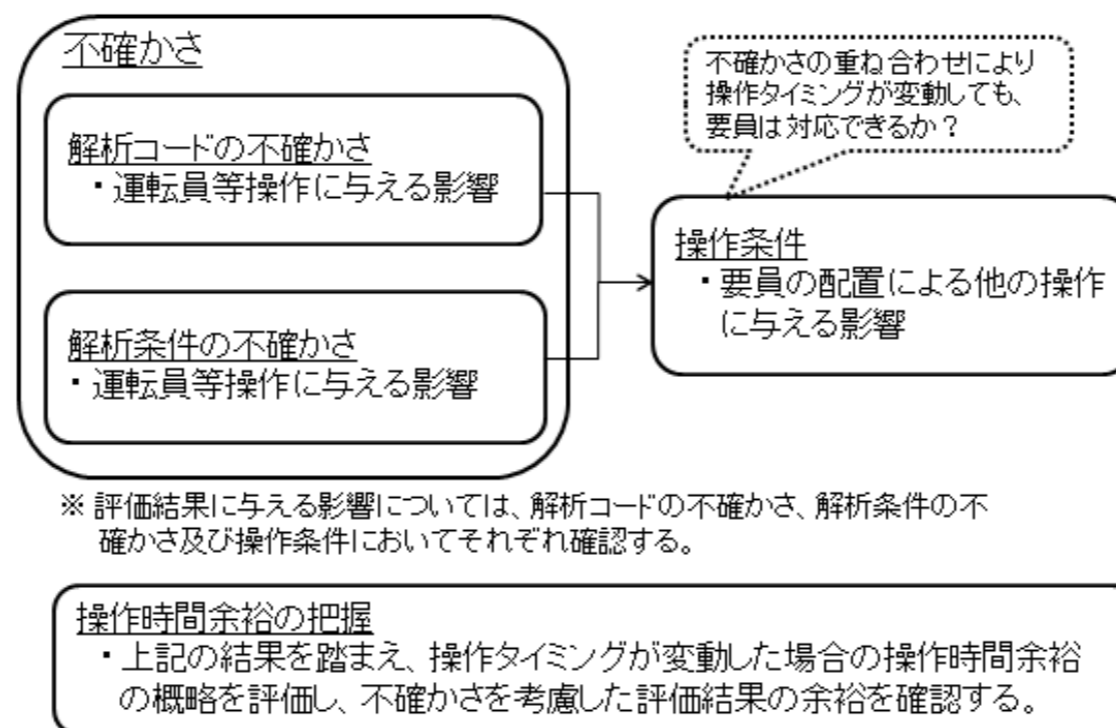 不確かさ
解析コードの不確かさ
・運転員等操作に与える影響
解析条件の不確かさ
・運転員等操作に与える影響
不確かさの重ね合わせにより
操作タイミングが変動しても、
要員は対応できるか？
操作条件
・要員の配置による他の操作
に与える影響
※ 評価結果に与える影響については、解析コードの不確かさ、解析条件の不
確かさ及び操作条件においてそれぞれ確認する。
操作時間余裕の把握
・上記の結果を踏まえ、操作タイミングが変動した場合の操作時間余裕
の概略を評価し、不確かさを考慮した評価結果の余裕を確認する。